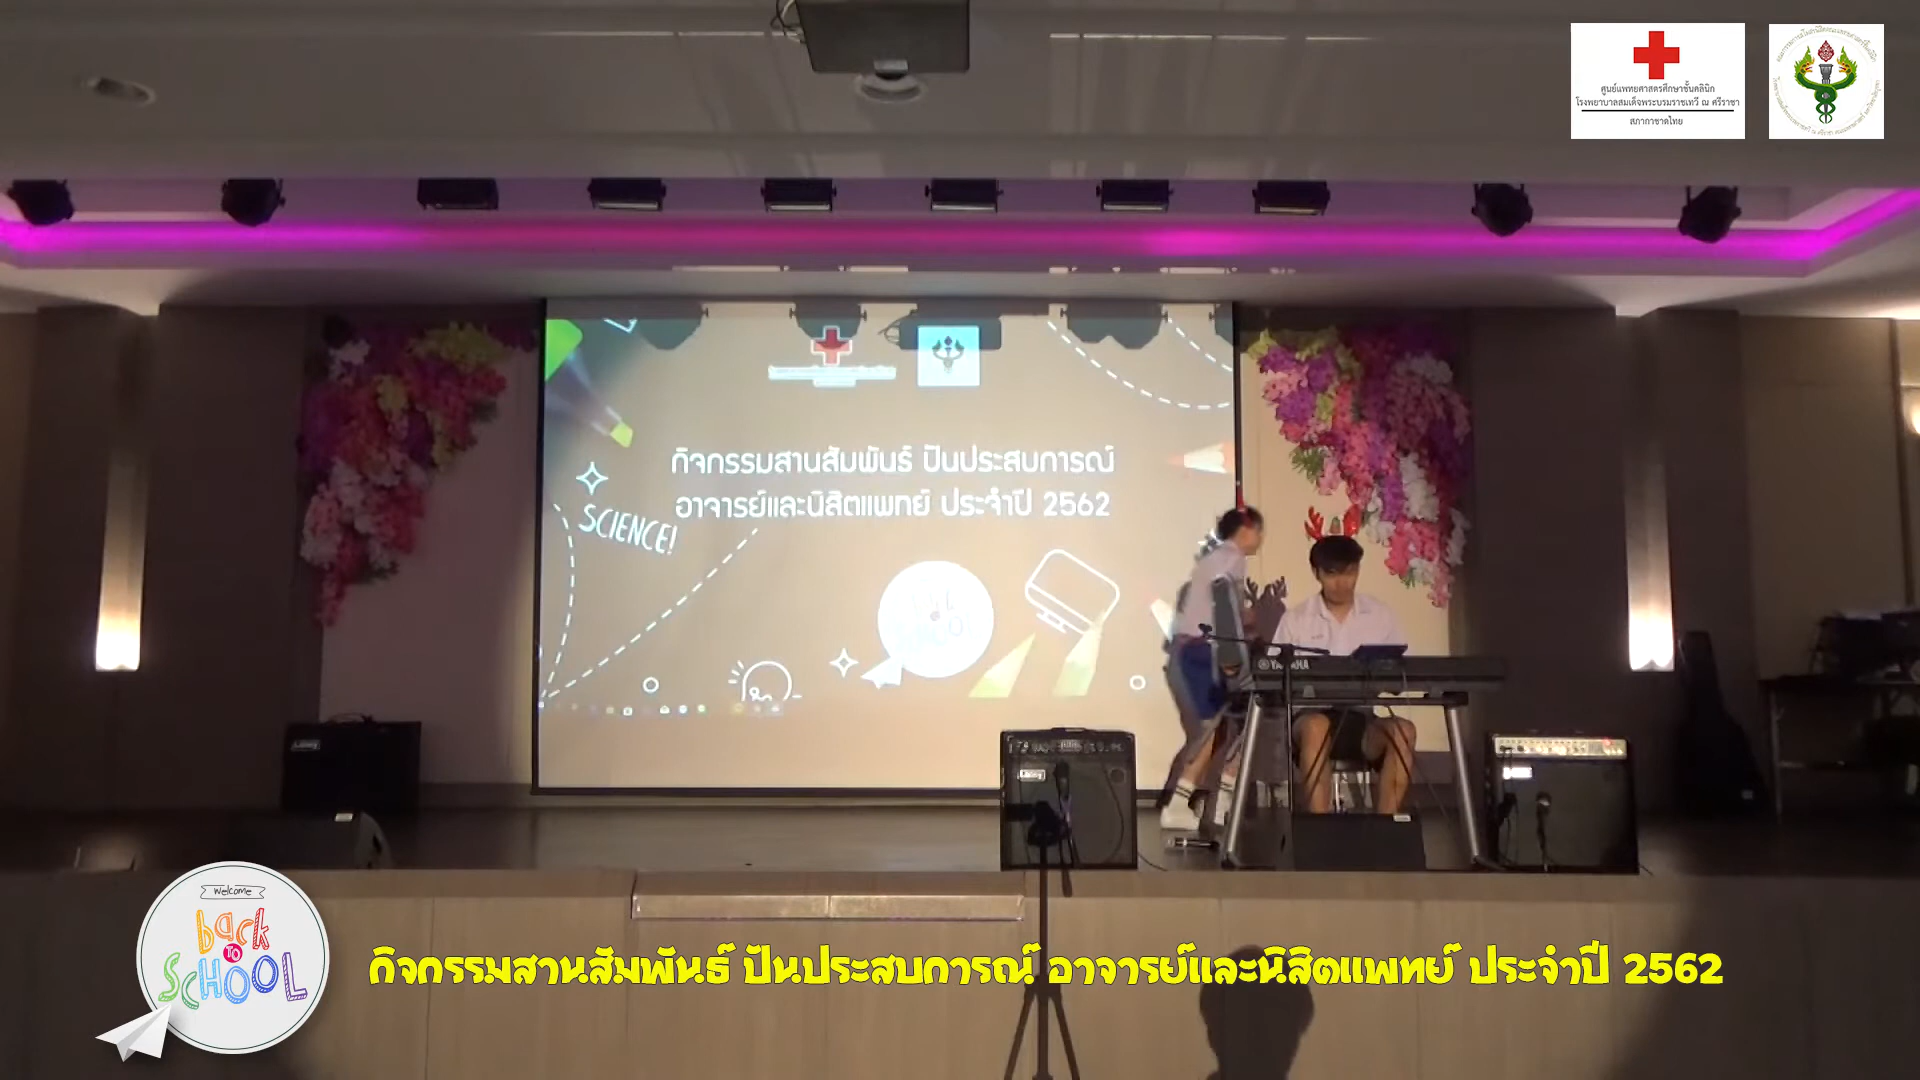 ศูนย์แพทยศาสตรศึกษาชั้นคลินิก
โรงพยาบาลสมเด็จพระบรมราชเทวี ณ ศรีราชา
สภากาชาดไทย
กิจกรรมสานสัมพันธ์ ปันประสบการณ์
อาจารย์และนิสิตแพทย์ ประจำปี 2562
SCIENCE!
YAMAHA
Laney
Welcome
back
TO
SCHOOL
กิจกรรมสานสัมพันธ์ ปันประสบการณ์ อาจารย์และนิสิตแพทย์ ประจำปี 2562